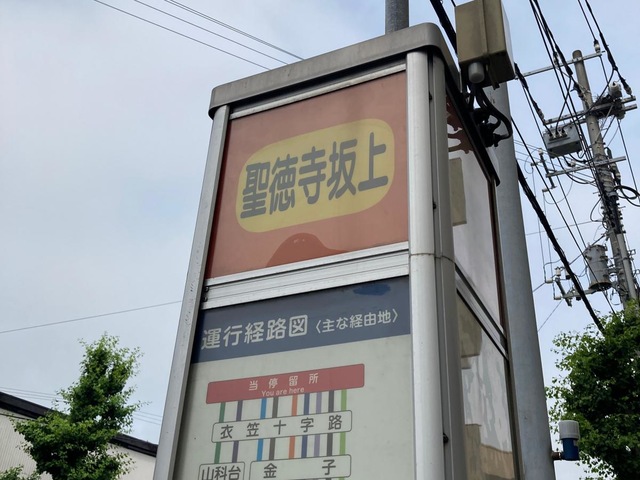 聖徳寺坂上
運行経路図〈主な経由地〉
当停留所
You are here
衣笠十字路
山科台
金子